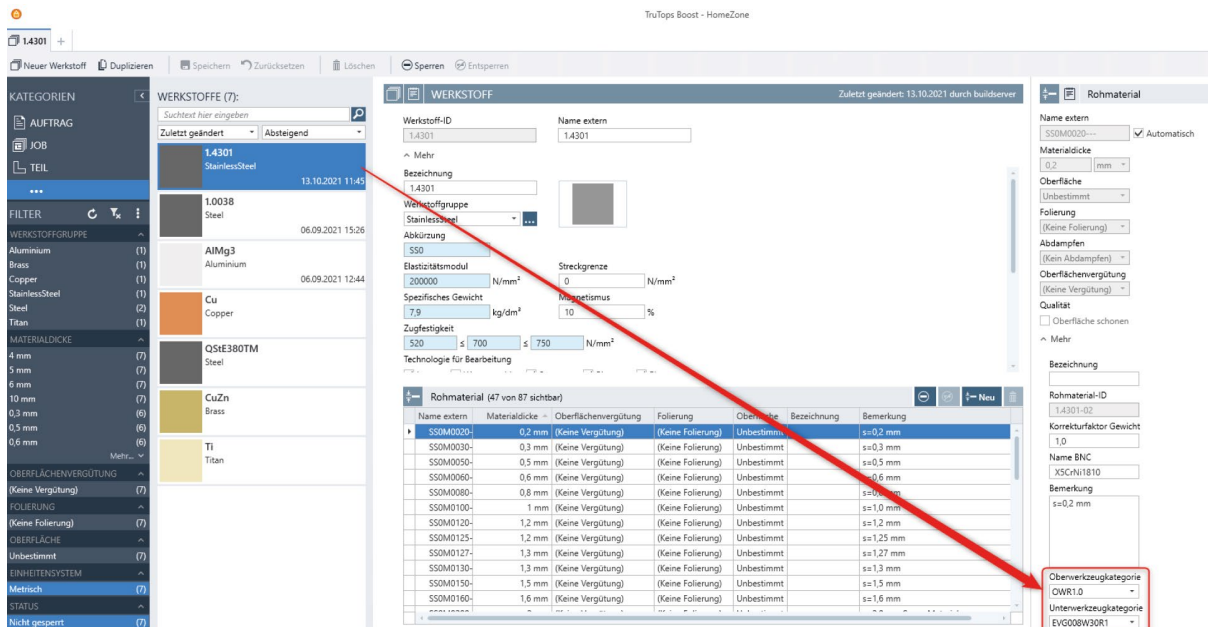 TruTops Boost - HomeZone
1.4301 +
Neuer Werkstoff Duplizieren Speichern Zurücksetzen Löschen Sperren Entsperren
KATEGORIEN
AUFTRAG
JOB
TEIL
•••
FILTER
WERKSTOFFGRUPPE
Aluminium (1)
Brass (1)
Copper (1)
StainlessSteel (1)
Steel (2)
Titan (1)
MATERIALDICKE
4 mm (7)
5 mm (7)
6 mm (7)
10 mm (7)
0,3 mm (6)
0,5 mm (6)
0,6 mm (6)
Mehr...
OBERFLÄCHENVERGÜTUNG
(Keine Vergütung) (7)
FOLIERUNG
(Keine Folierung) (7)
OBERFLÄCHE
Unbestimmt (7)
EINHEITENSYSTEM
Metrisch (7)
STATUS
Nicht gesperrt (7)
WERKSTOFFE (7):
Suchtext hier eingeben
Zuletzt geändert Absteigend
1.4301
StainlessSteel
13.10.2021 11:45
1.0038
Steel
06.09.2021 15:26
AlMg3
Aluminium
06.09.2021 12:44
Cu
Copper
QStE380TM
Steel
CuZn
Brass
Ti
Titan
WERKSTOFF Zuletzt geändert: 13.10.2021 durch buildserver
Werkstoff-ID Name extern
1.4301 1.4301
Mehr
Bezeichnung
1.4301
Werkstoffgruppe
StainlessSteel ...
Abkürzung
SS0
Elastizitätsmodul Streckgrenze
200000 N/mm² 0 N/mm²
Spezifisches Gewicht Magnetismus
7,9 kg/dm³ 10 %
Zugfestigkeit
520 ≤ 700 ≤ 750 N/mm²
Technologie für Bearbeitung
Rohmaterial (47 von 87 sichtbar) Neu
Name extern Materialdicke Oberflächenvergütung Folierung Oberfläche Bezeichnung Bemerkung
SS0M0020- 0,2 mm (Keine Vergütung) (Keine Folierung) Unbestimmt s=0,2 mm
SS0M0030- 0,3 mm (Keine Vergütung) (Keine Folierung) Unbestimmt s=0,3 mm
SS0M0050- 0,5 mm (Keine Vergütung) (Keine Folierung) Unbestimmt s=0,5 mm
SS0M0060- 0,6 mm (Keine Vergütung) (Keine Folierung) Unbestimmt s=0,6 mm
SS0M0080- 0,8 mm (Keine Vergütung) (Keine Folierung) Unbestimmt
SS0M0100- 1 mm (Keine Vergütung) (Keine Folierung) Unbestimmt s=1,0 mm
SS0M0120- 1,2 mm (Keine Vergütung) (Keine Folierung) Unbestimmt s=1,2 mm
SS0M0125- 1,2 mm (Keine Vergütung) (Keine Folierung) Unbestimmt s=1,25 mm
SS0M0127- 1,3 mm (Keine Vergütung) (Keine Folierung) Unbestimmt s=1,27 mm
SS0M0130- 1,3 mm (Keine Vergütung) (Keine Folierung) Unbestimmt s=1,3 mm
SS0M0150- 1,5 mm (Keine Vergütung) (Keine Folierung) Unbestimmt s=1,5 mm
SS0M0160- 1,6 mm (Keine Vergütung) (Keine Folierung) Unbestimmt s=1,6 mm
Rohmaterial
Name extern
SS0M0020--- Automatisch
Materialdicke
0,2 mm
Oberfläche
Unbestimmt
Folierung
(Keine Folierung)
Abdampfen
(Kein Abdampfen)
Oberflächenvergütung
(Keine Vergütung)
Qualität
Oberfläche schonen
Mehr
Bezeichnung
Rohmaterial-ID
1.4301-02
Korrekturfaktor Gewicht
1,0
Name BNC
X5CrNi1810
Bemerkung
s=0,2 mm
Oberwerkzeugkategorie
OWR1.0
Unterwerkzeugkategorie
EVG008W30R1